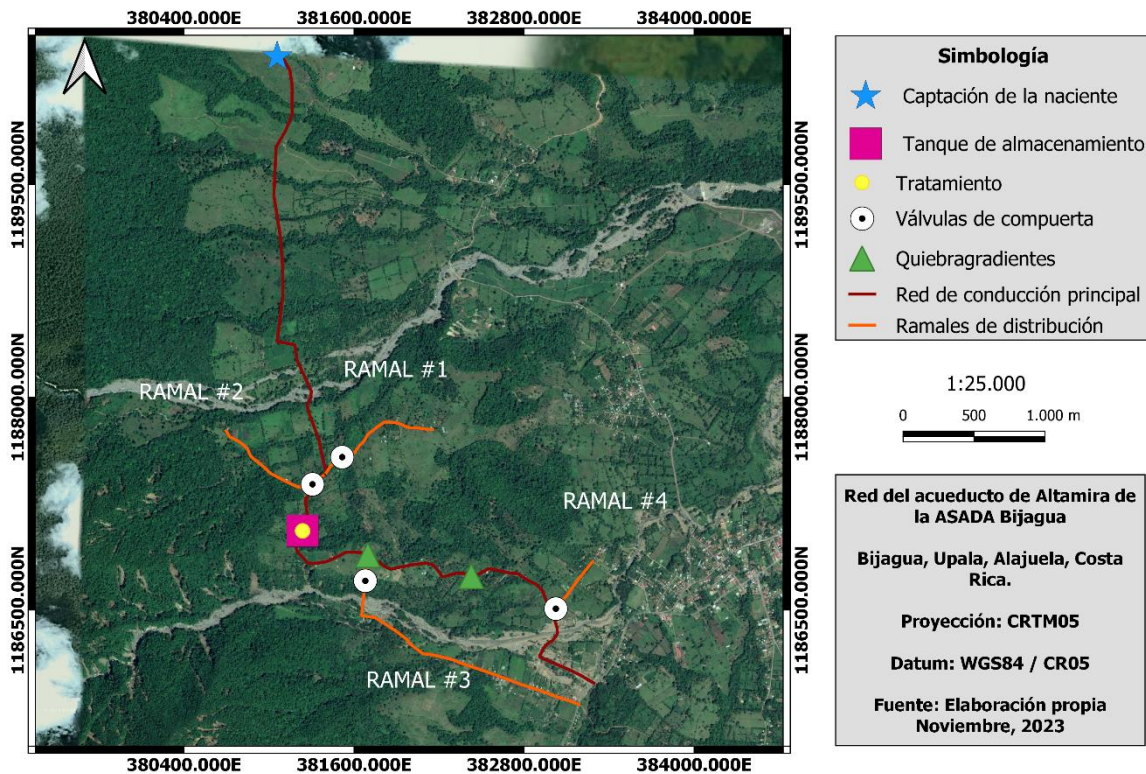 380400.000E 381600.000E 382800.000E 384000.000E
1189500.000N
1188000.000N
1186500.000N
RAMAL #2
RAMAL #1
RAMAL #4
RAMAL #3
380400.000E 381600.000E 382800.000E 384000.000E
1189500.000N
1188000.000N
1186500.000N
Simbología
Captación de la naciente
Tanque de almacenamiento
Tratamiento
Válvulas de compuerta
Quiebragradientes
Red de conducción principal
Ramales de distribución
1:25.000
0 500 1.000 m
Red del acueducto de Altamira de
la ASADA Bijagua
Bijagua, Upala, Alajuela, Costa
Rica.
Proyección: CRTM05
Datum: WGS84 / CR05
Fuente: Elaboración propia
Noviembre, 2023